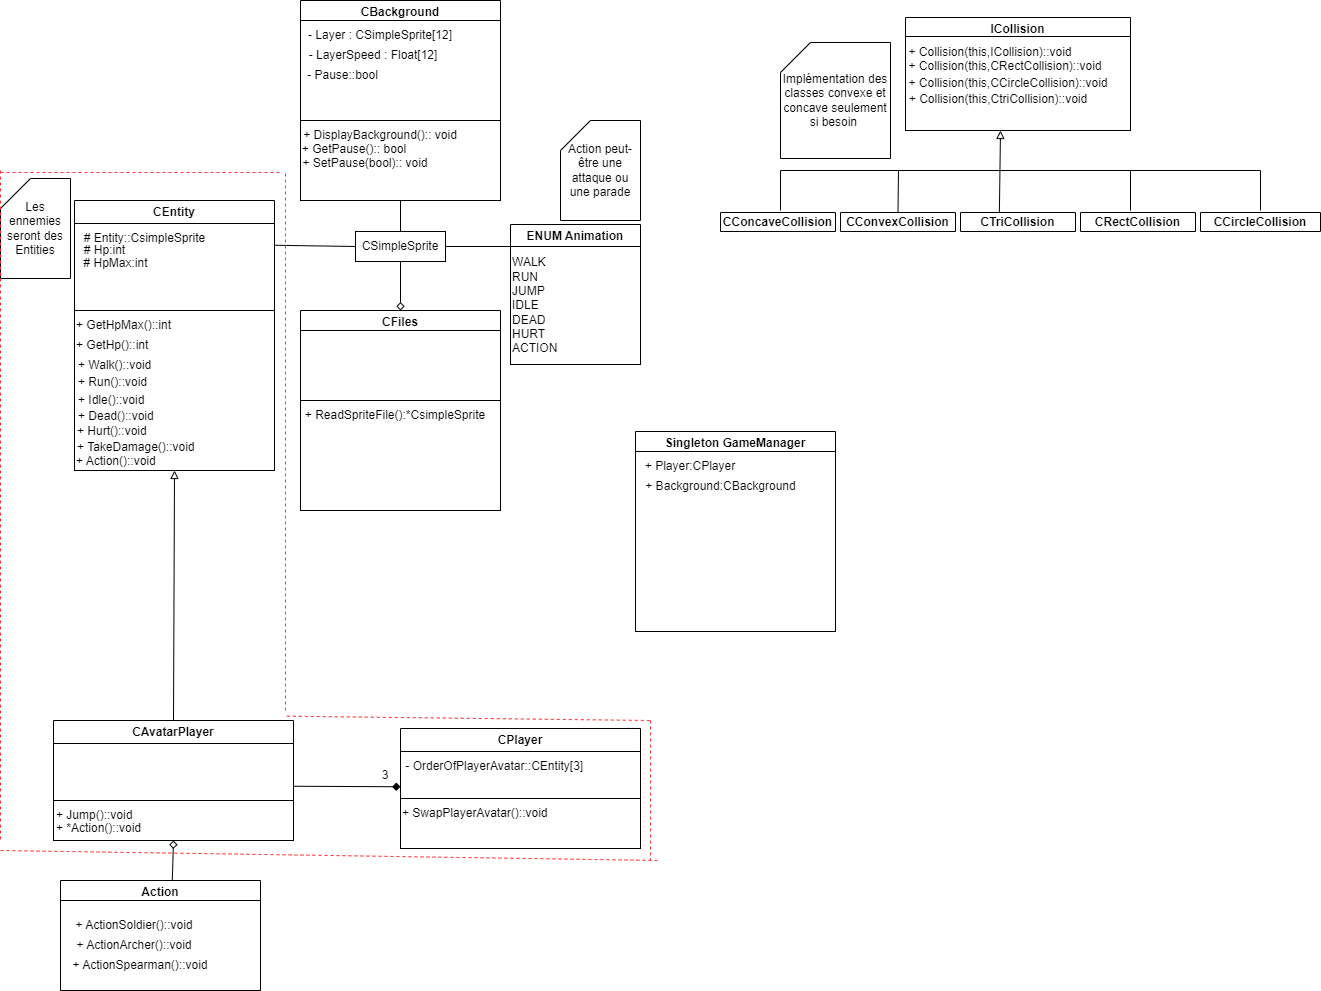 CBackground
- Layer : CSimpleSprite[12]
- LayerSpeed : Float[12]
- Pause::bool
+ DisplayBackground():: void
+ GetPause():: bool
+ SetPause(bool):: void
Action peut-
être une
attaque ou
une parade
Implémentation des
classes convexe et
concave seulement
si besoin
ICollision
+ Collision(this,ICollision)::void
+ Collision(this,CRectCollision)::void
+ Collision(this,CCircleCollision)::void
+ Collision(this,CtriCollision)::void
CConcaveCollision
CConvexCollision
CTriCollision
CRectCollision
CCircleCollision
Les
ennemies
seront des
Entities
CEntity
# Entity::CsimpleSprite
# Hp:int
# HpMax:int
+ GetHpMax()::int
+ GetHp()::int
+ Walk()::void
+ Run()::void
+ Idle()::void
+ Dead()::void
+ Hurt()::void
+ TakeDamage()::void
+ Action()::void
CSimpleSprite
ENUM Animation
WALK
RUN
JUMP
IDLE
DEAD
HURT
ACTION
CFiles
+ ReadSpriteFile():*CsimpleSprite
Singleton GameManager
+ Player:CPlayer
+ Background:CBackground
CAvatarPlayer
+ Jump()::void
+ *Action()::void
3
CPlayer
- OrderOfPlayerAvatar::CEntity[3]
+ SwapPlayerAvatar()::void
Action
+ ActionSoldier()::void
+ ActionArcher()::void
+ ActionSpearman()::void